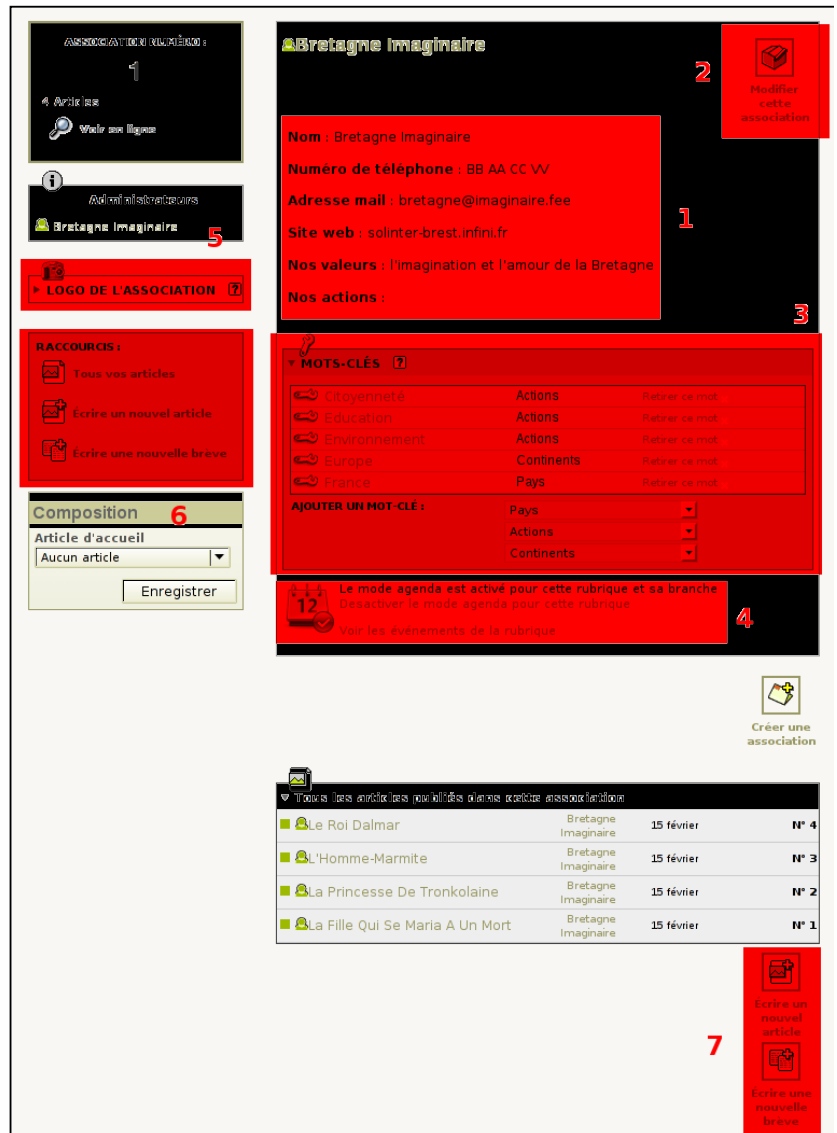 ASSOCIATION NUMÉRO :
1
4 Articles
Voir en ligne
Administrateurs
Bretagne Imaginaire
5
LOGO DE L'ASSOCIATION ?
RACCOURCIS :
Tous vos articles
Écrire un nouvel article
Écrire une nouvelle brève
Composition
6
Article d'accueil
Aucun article
Enregistrer
Bretagne Imaginaire
2
Modifier
cette
association
Nom : Bretagne Imaginaire
Numéro de téléphone : BB AA CC VV
Adresse mail : bretagne@imaginaire.fee
Site web : solinter-brest.infini.fr
Nos valeurs : l'imagination et l'amour de la Bretagne
Nos actions :
1
3
MOTS-CLÉS ?
Citoyenneté Actions Retirer ce mot
Education Actions Retirer ce mot
Environnement Actions Retirer ce mot
Europe Continents Retirer ce mot
France Pays Retirer ce mot
AJOUTER UN MOT-CLÉ : Pays
Actions
Continents
12
Le mode agenda est activé pour cette rubrique et sa branche
Desactiver le mode agenda pour cette rubrique
Voir les événements de la rubrique
4
Créer une
association
Tous les articles publiés dans cette association
Le Roi Dalmar Bretagne Imaginaire 15 février N° 4
L'Homme-Marmite Bretagne Imaginaire 15 février N° 3
La Princesse De Tronkolaine Bretagne Imaginaire 15 février N° 2
La Fille Qui Se Maria A Un Mort Bretagne Imaginaire 15 février N° 1
Écrire un
nouvel
article
7
Écrire une
nouvelle
brève